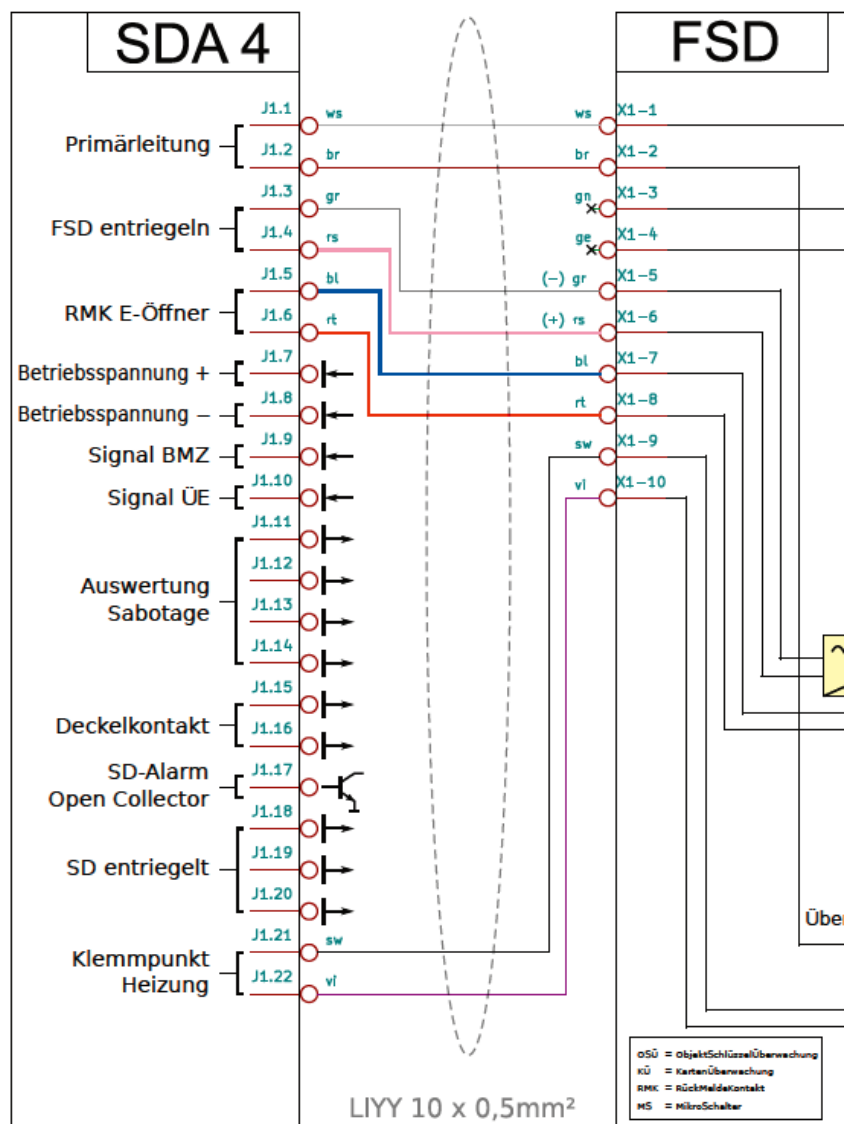 SDA 4
FSD
Primärleitung
J1.1 ws
J1.2 br
FSD entriegeln
J1.3 gr
J1.4 rs
RMK E-Öffner
J1.5 bl
J1.6 rt
Betriebsspannung +
J1.7
Betriebsspannung −
J1.8
Signal BMZ
J1.9
Signal ÜE
J1.10
Auswertung
Sabotage
J1.11
J1.12
J1.13
J1.14
Deckelkontakt
J1.15
J1.16
SD-Alarm
Open Collector
J1.17
SD entriegelt
J1.18
J1.19
J1.20
Klemmpunkt
Heizung
J1.21 sw
J1.22 vi
ws X1-1
br X1-2
gn X1-3
ge X1-4
(−) gr X1-5
(+) rs X1-6
bl X1-7
rt X1-8
sw X1-9
vi X1-10
Über
OSÜ = ObjektSchlüsselÜberwachung
KÜ = KartenÜberwachung
RMK = RückMeldeKontakt
MS = MikroSchalter
LIYY 10 x 0,5mm²